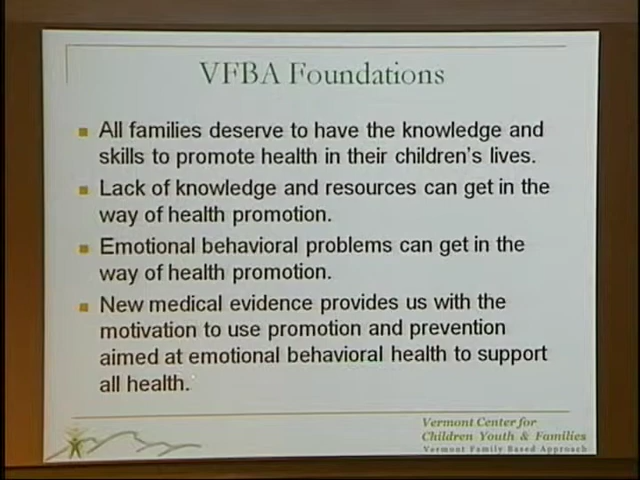 VFBA Foundations
All families deserve to have the knowledge and
skills to promote health in their children's lives.
Lack of knowledge and resources can get in the
way of health promotion.
Emotional behavioral problems can get in the
way of health promotion.
New medical evidence provides us with the
motivation to use promotion and prevention
aimed at emotional behavioral health to support
all health.
Vermont Center for
Children Youth & Families
Vermont Family Based Approach